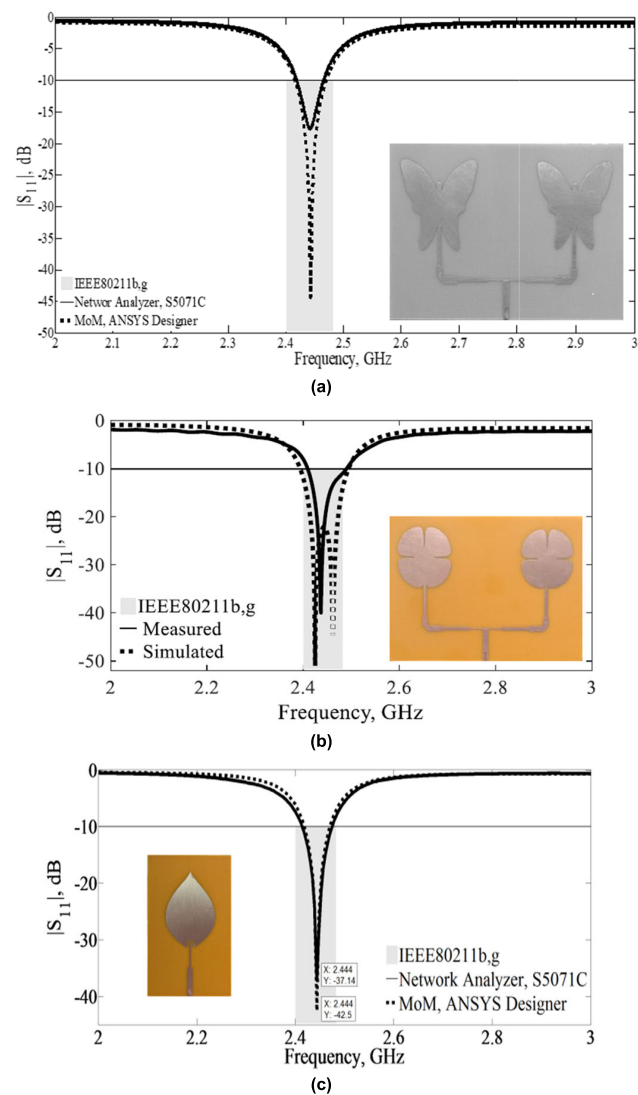 0
-5
-10
-15
-20
-25
-30
-35
-40
-45
-50
|S11|, dB
IEEE80211b,g
Networ Analyzer, S5071C
MoM, ANSYS Designer
2 2.1 2.2 2.3 2.4 2.5 2.6 2.7 2.8 2.9 3
Frequency, GHz
(a)
0
-10
-20
-30
-40
-50
|S11|, dB
IEEE80211b,g
Measured
Simulated
2 2.2 2.4 2.6 2.8 3
Frequency, GHz
(b)
0
-10
-20
-30
-40
|S11|, dB
X: 2.444
Y: -37.14
X: 2.444
Y: -42.5
IEEE80211b,g
Network Analyzer, S5071C
MoM, ANSYS Designer
2 2.2 2.4 2.6 2.8 3
Frequency, GHz
(c)